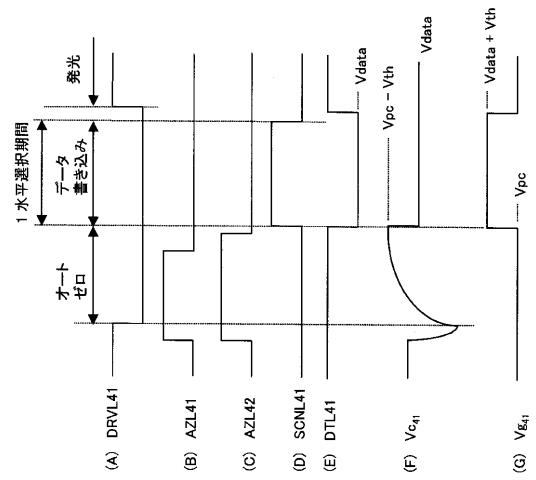 1 水平選択期間
オート
ゼロ
データ
書き込み
発光
(A) DRVL41
(B) AZL41
(C) AZL42
(D) SCNL41
(E) DTL41
Vdata
(F) Vc41
Vpc − Vth
Vdata
(G) Vg41
Vpc
Vdata + Vth